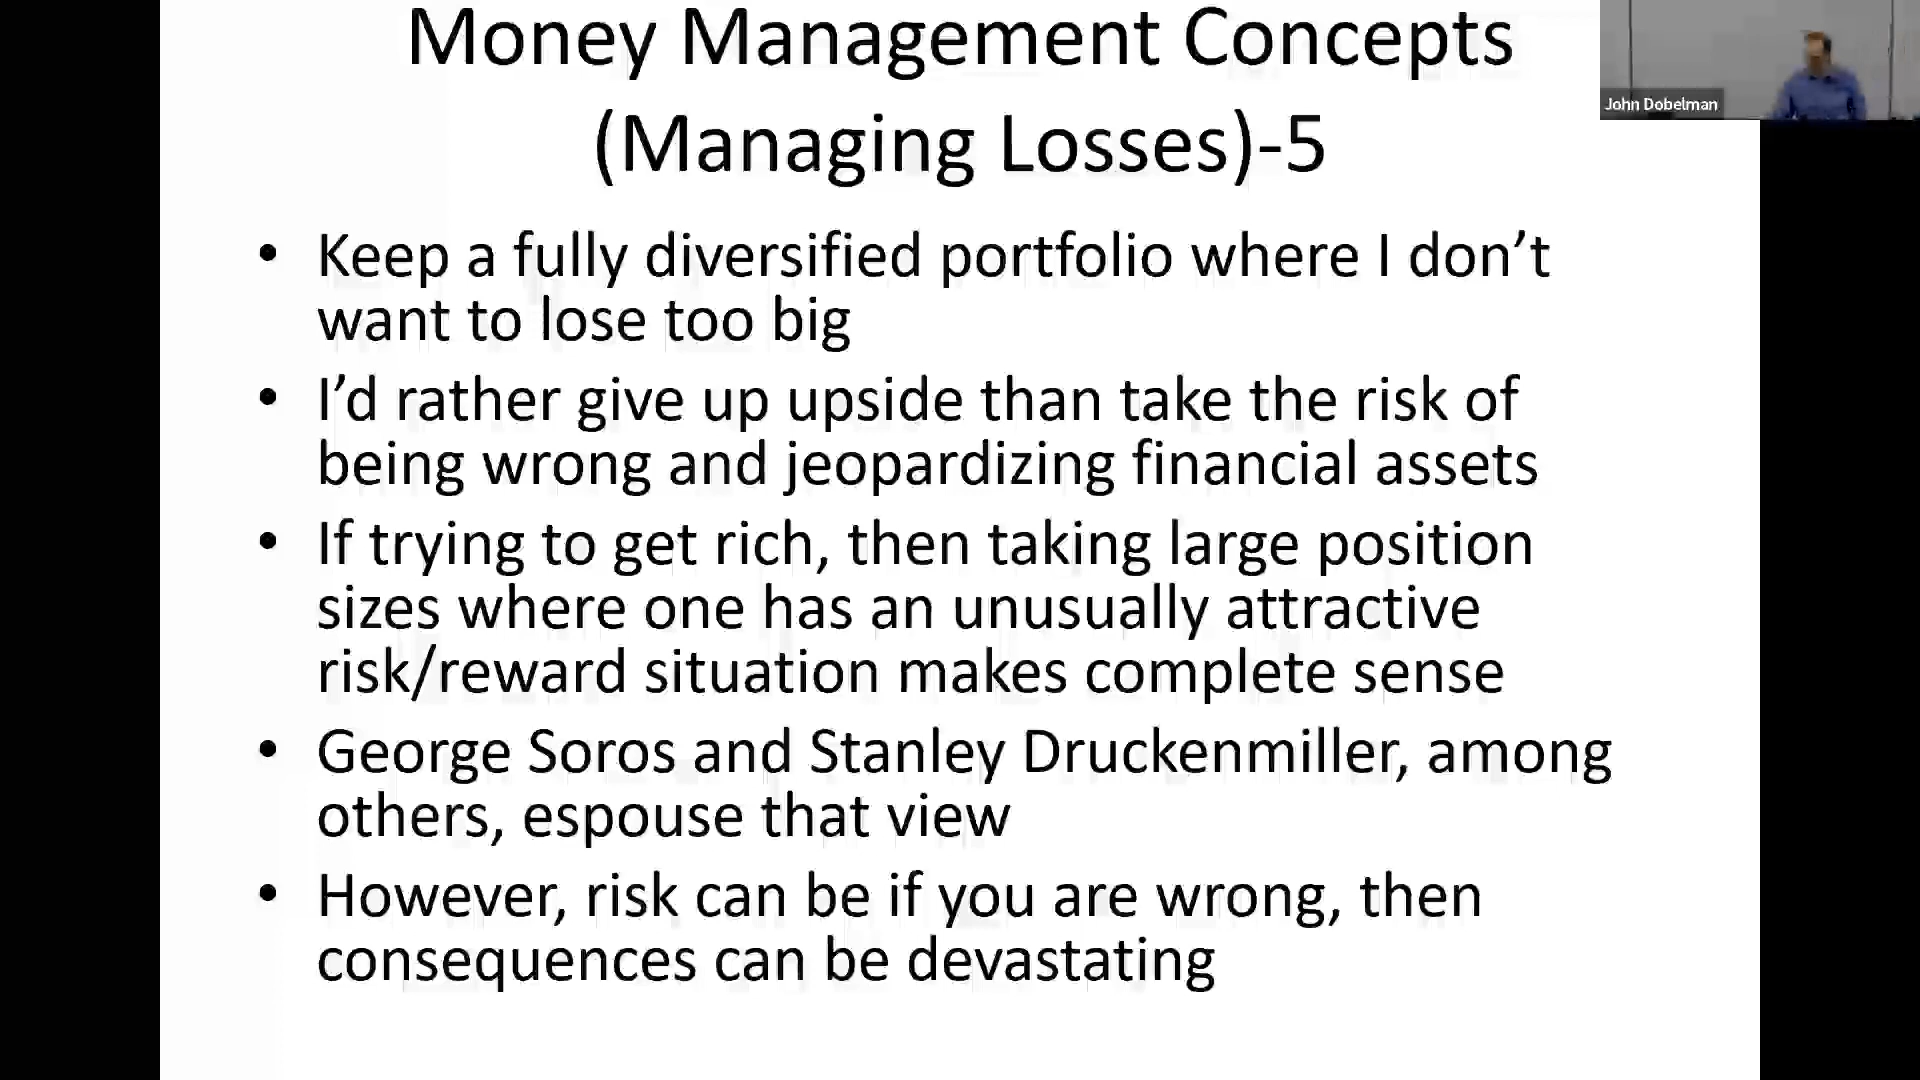 Money Management Concepts
(Managing Losses)-5
John Dobelman
• Keep a fully diversified portfolio where I don’t
want to lose too big
• I’d rather give up upside than take the risk of
being wrong and jeopardizing financial assets
• If trying to get rich, then taking large position
sizes where one has an unusually attractive
risk/reward situation makes complete sense
• George Soros and Stanley Druckenmiller, among
others, espouse that view
• However, risk can be if you are wrong, then
consequences can be devastating